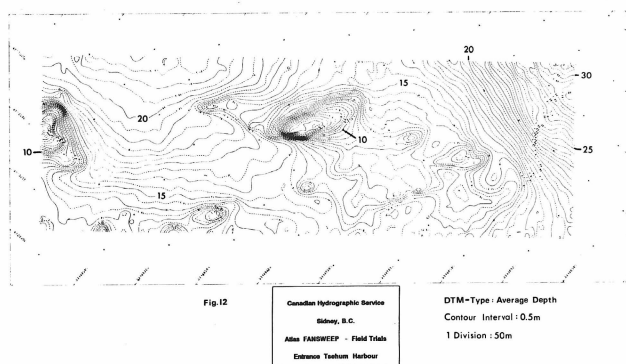 20
15
30
20
10
10
25
15
Fig.12
Canadian Hydrographic Service
Sidney, B.C.
Atlas FANSWEEP - Field Trials
Entrance Tsehum Harbour
DTM-Type : Average Depth
Contour Interval : 0.5m
1 Division : 50m